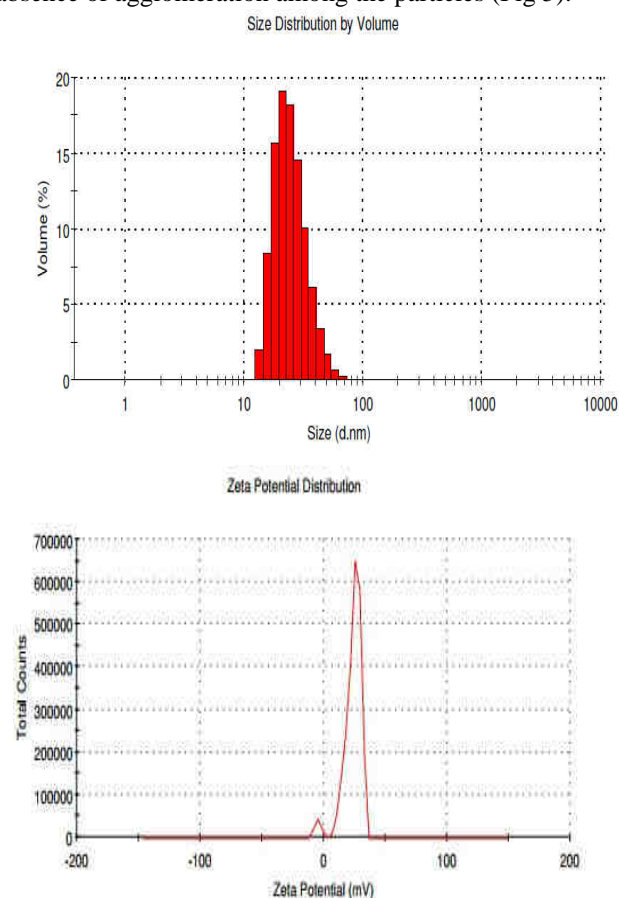 absence of agglomeration among the particles (Fig 3).
Size Distribution by Volume
20
15
10
5
0
Volume (%)
1 10 100 1000 10000
Size (d.nm)
Zeta Potential Distribution
700000
600000
500000
400000
300000
200000
100000
0
Total Counts
-200 -100 0 100 200
Zeta Potential (mV)